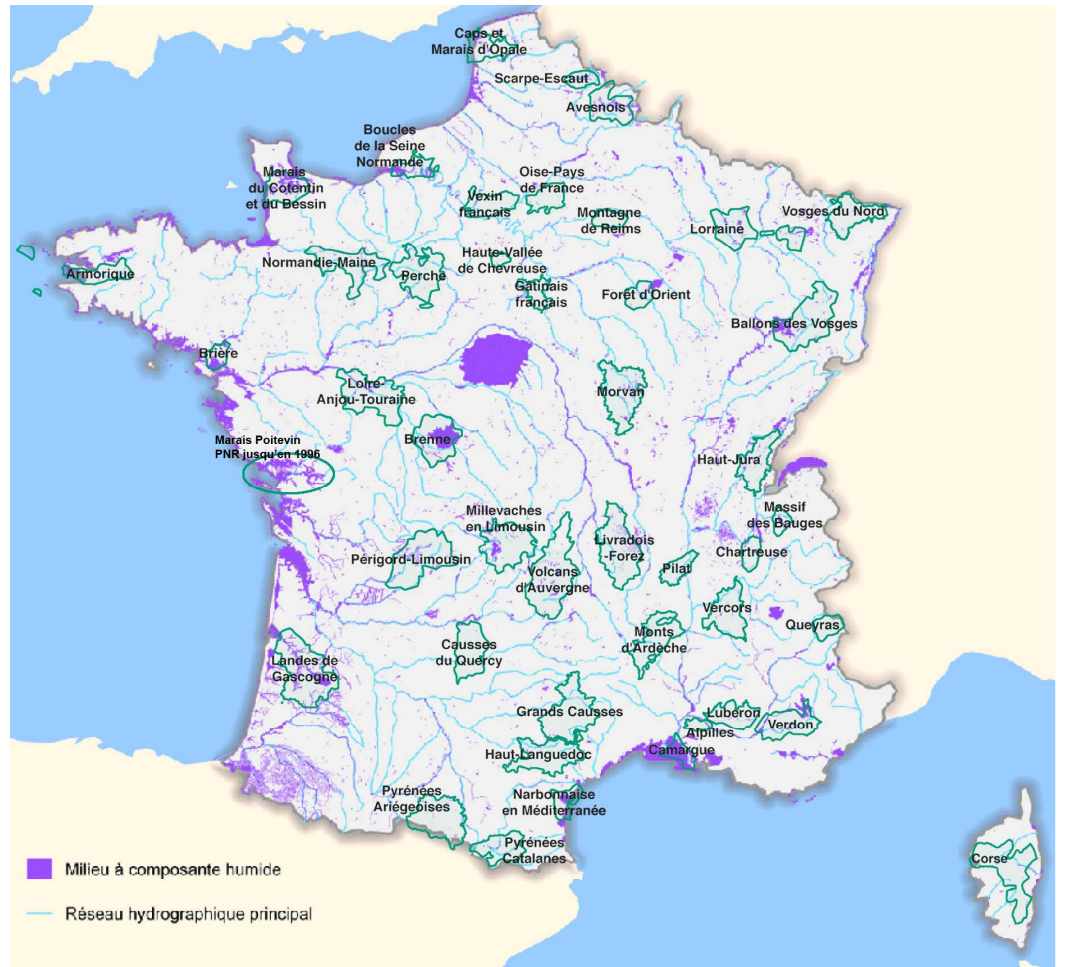 Caps et
Marais d'Opale
Scarpe-Escaut
Avesnois
Boucles
de la Seine
Normande
Marais
du Cotentin
et du Bessin
Oise-Pays
de France
Vexin
français
Montagne
de Reims
Lorraine
Vosges du Nord
Armorique
Normandie-Maine
Perche
Haute-Vallée
de Chevreuse
Gâtinais
français
Forêt d'Orient
Ballons des Vosges
Brière
Loire-
Anjou-Touraine
Morvan
Brenne
Marais Poitevin
PNR jusqu'en 1996
Haut-Jura
Millevaches
en Limousin
Massif
des Bauges
Périgord-Limousin
Livradois
-Forez
Chartreuse
Volcans
d'Auvergne
Pilat
Vercors
Queyras
Causses
du Quercy
Monts
d'Ardèche
Landes de
Gascogne
Grands Causses
Luberon
Verdon
Alpilles
Camargue
Haut-Languedoc
Pyrénées
Ariégeoises
Narbonnaise
en Méditerranée
Pyrénées
Catalanes
Corse
Milieu à composante humide
Réseau hydrographique principal